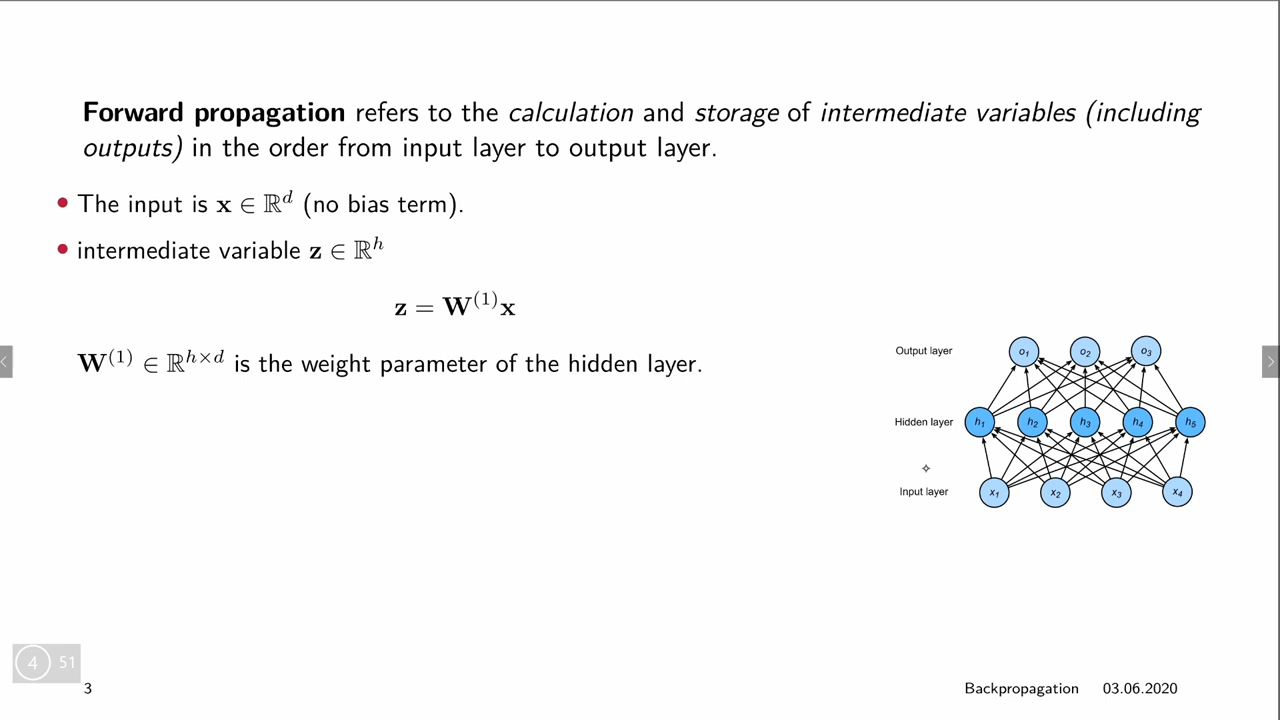 Forward propagation refers to the calculation and storage of intermediate variables (including
outputs) in the order from input layer to output layer.
• The input is x ∈ ℝ^d (no bias term).
• intermediate variable z ∈ ℝ^h
z = W^(1)x
W^(1) ∈ ℝ^{h×d} is the weight parameter of the hidden layer.
Output layer o₁ o₂ o₃
Hidden layer h₁ h₂ h₃ h₄ h₅
Input layer x₁ x₂ x₃ x₄
4 51
3 Backpropagation 03.06.2020